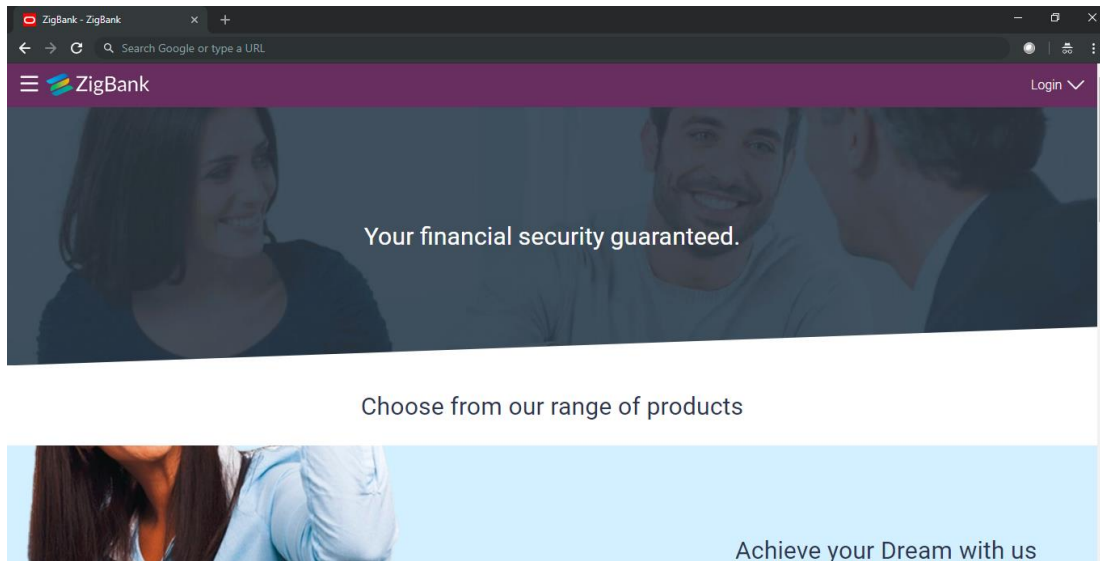 ZigBank - ZigBank
Search Google or type a URL
ZigBank
Login
Your financial security guaranteed.
Choose from our range of products
Achieve your Dream with us